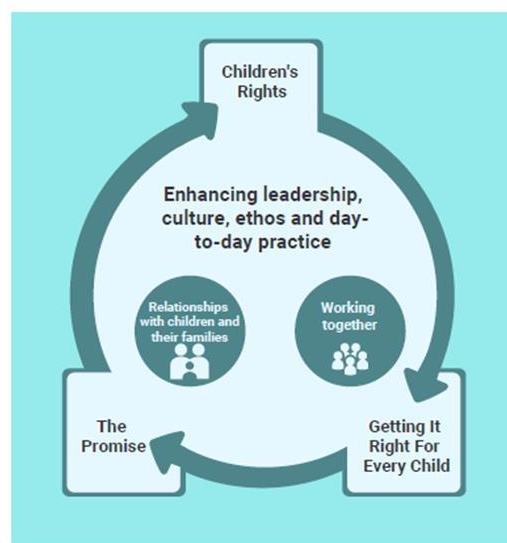 Children's
Rights
Enhancing leadership,
culture, ethos and day-
to-day practice
Relationships
with children and
their families
Working
together
The
Promise
Getting It
Right For
Every Child